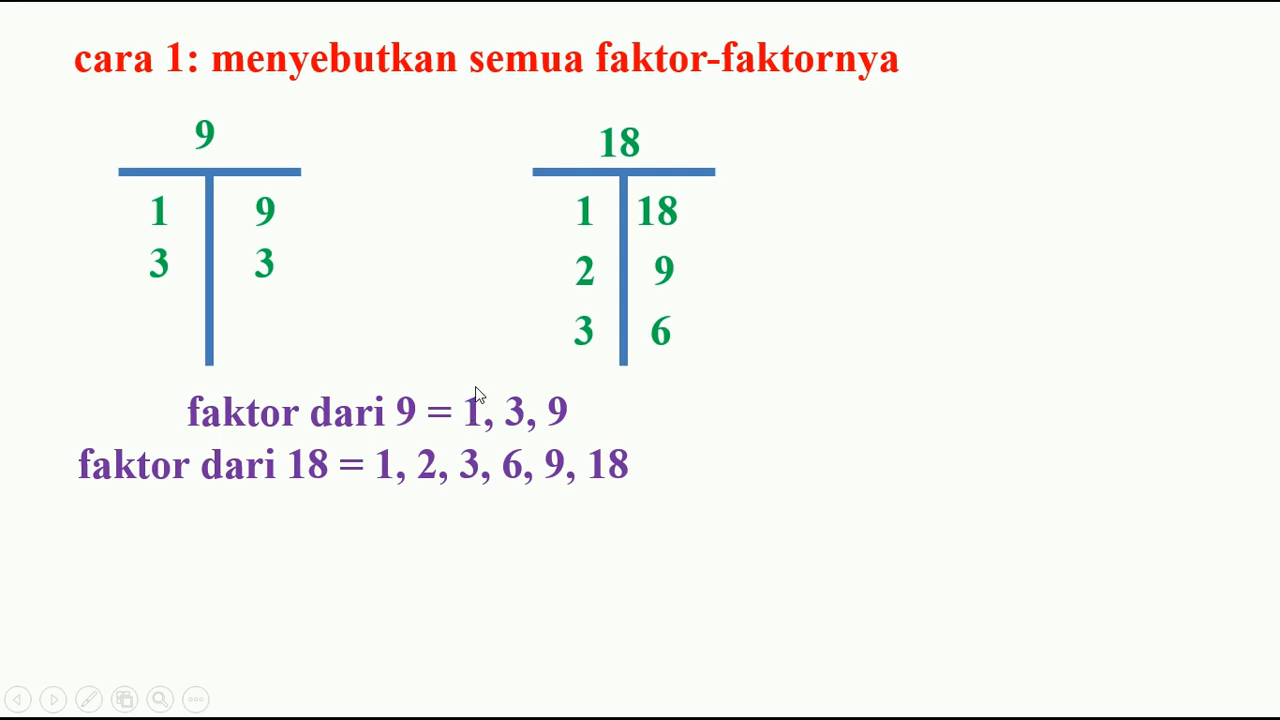 cara 1: menyebutkan semua faktor-faktornya
9
1 9
3 3
18
1 18
2 9
3 6
faktor dari 9 = 1, 3, 9
faktor dari 18 = 1, 2, 3, 6, 9, 18